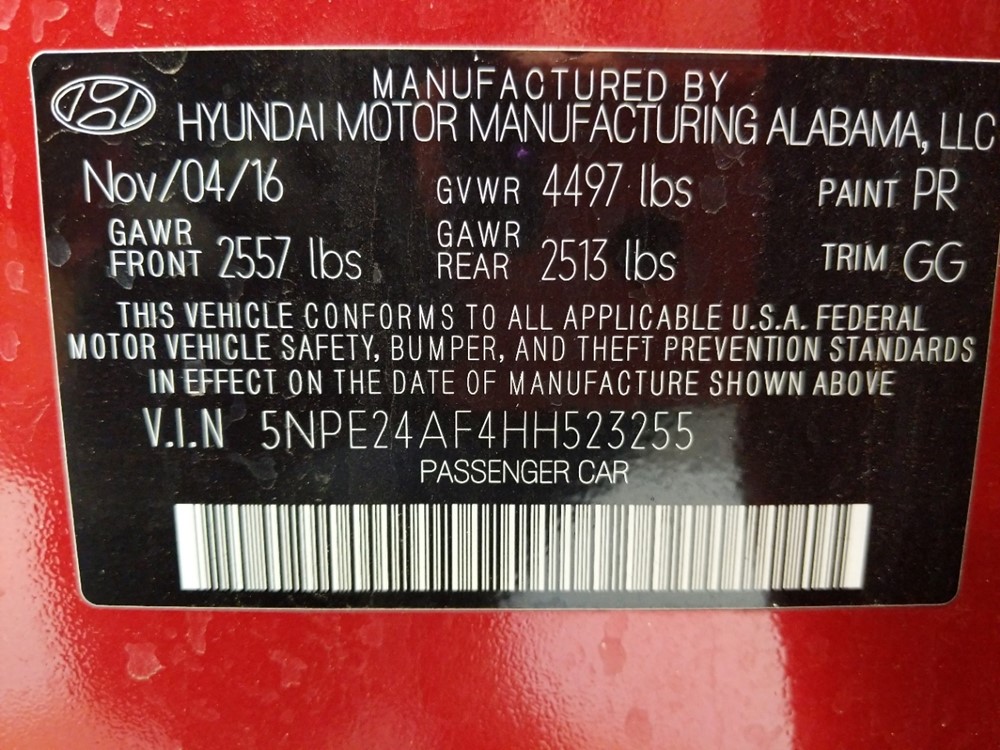 MANUFACTURED BY
HYUNDAI MOTOR MANUFACTURING ALABAMA, LLC
Nov/04/16 GVWR 4497 lbs PAINT PR
GAWR FRONT 2557 lbs GAWR REAR 2513 lbs TRIM GG
THIS VEHICLE CONFORMS TO ALL APPLICABLE U.S.A. FEDERAL
MOTOR VEHICLE SAFETY, BUMPER, AND THEFT PREVENTION STANDARDS
IN EFFECT ON THE DATE OF MANUFACTURE SHOWN ABOVE
V.I.N 5NPE24AF4HH523255
PASSENGER CAR